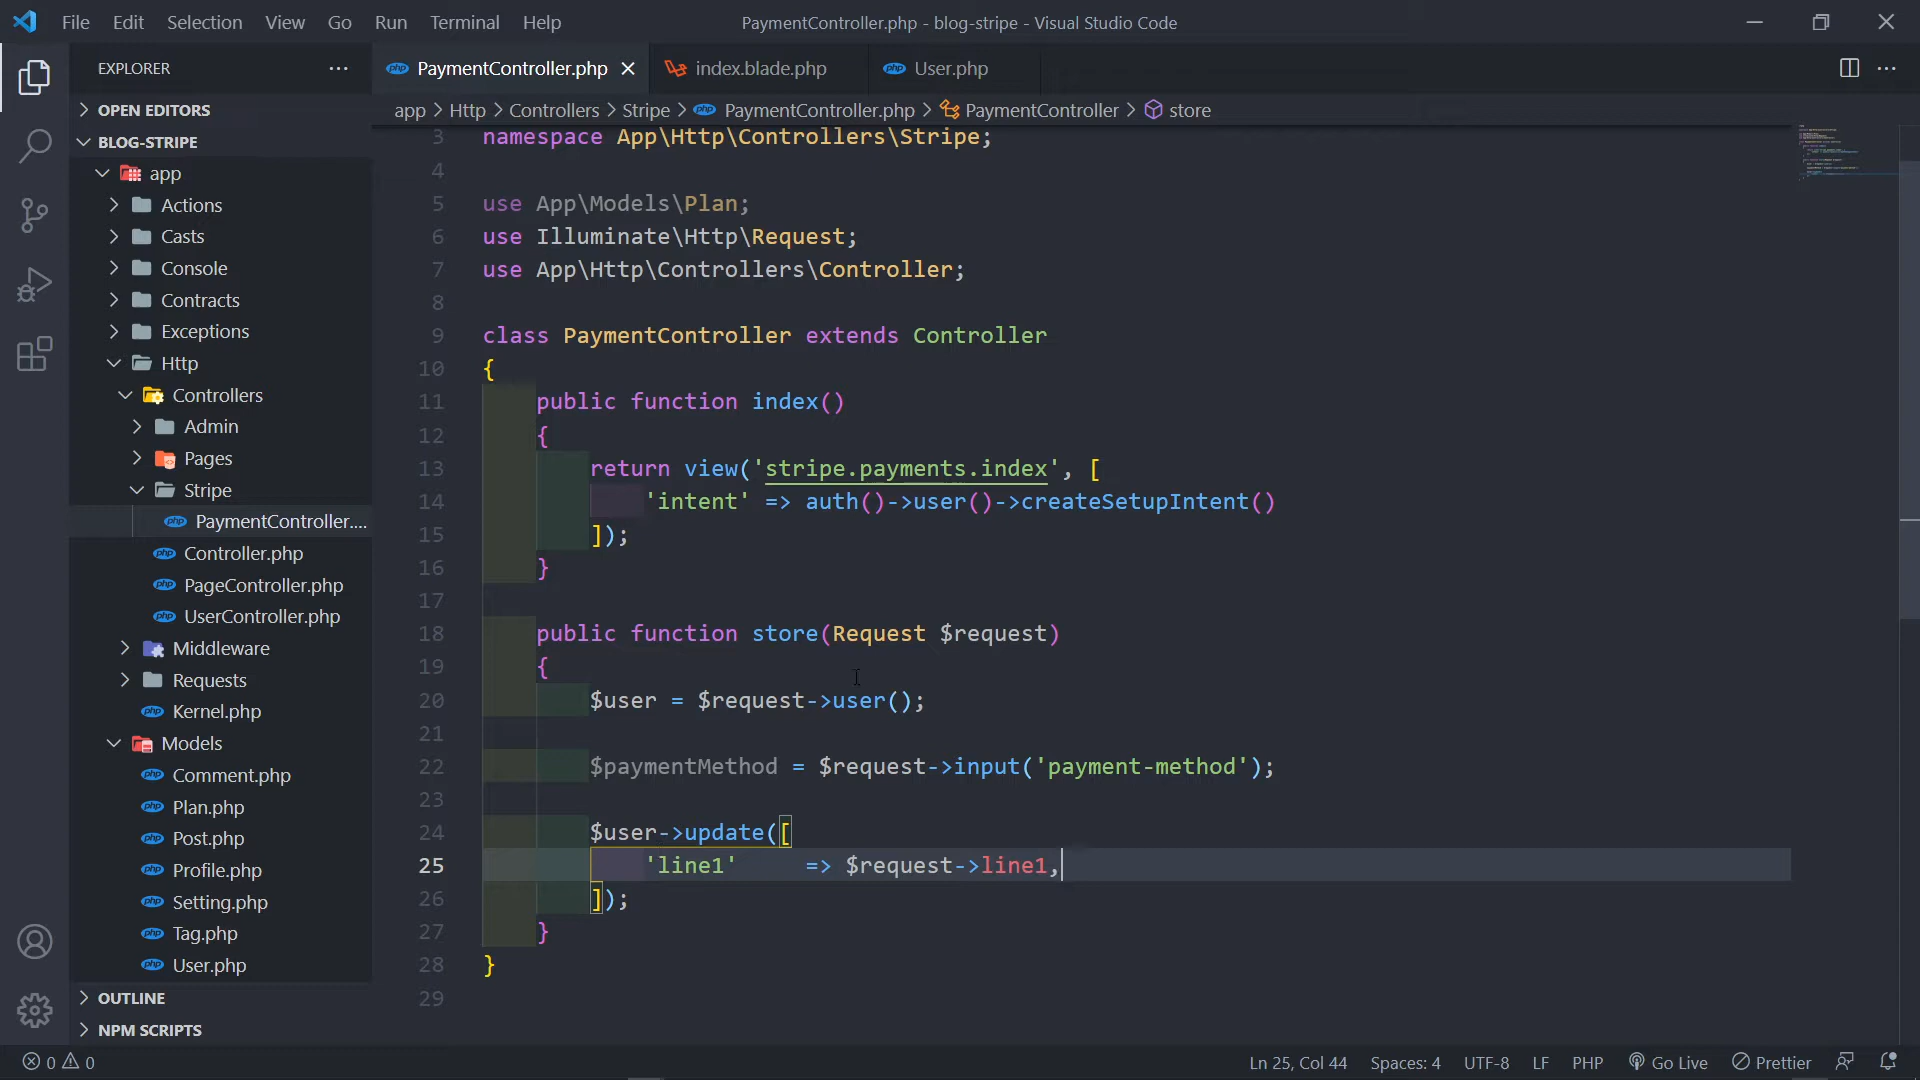 File Edit Selection View Go Run Terminal Help
PaymentController.php - blog-stripe - Visual Studio Code
EXPLORER
OPEN EDITORS
BLOG-STRIPE
app
Actions
Casts
Console
Contracts
Exceptions
Http
Controllers
Admin
Pages
Stripe
PaymentController....
Controller.php
PageController.php
UserController.php
Middleware
Requests
Kernel.php
Models
Comment.php
Plan.php
Post.php
Profile.php
Setting.php
Tag.php
User.php
OUTLINE
NPM SCRIPTS
PaymentController.php index.blade.php User.php
app > Http > Controllers > Stripe > PaymentController.php > PaymentController > store
3 namespace App\Http\Controllers\Stripe;
4
5 use App\Models\Plan;
6 use Illuminate\Http\Request;
7 use App\Http\Controllers\Controller;
8
9 class PaymentController extends Controller
10 {
11 public function index()
12 {
13 return view('stripe.payments.index', [
14 'intent' => auth()->user()->createSetupIntent()
15 ]);
16 }
17
18 public function store(Request $request)
19 {
20 $user = $request->user();
21
22 $paymentMethod = $request->input('payment-method');
23
24 $user->update([
25 'line1' => $request->line1,
26 ]);
27 }
28 }
29
0 0 Ln 25, Col 44 Spaces: 4 UTF-8 LF PHP Go Live Prettier